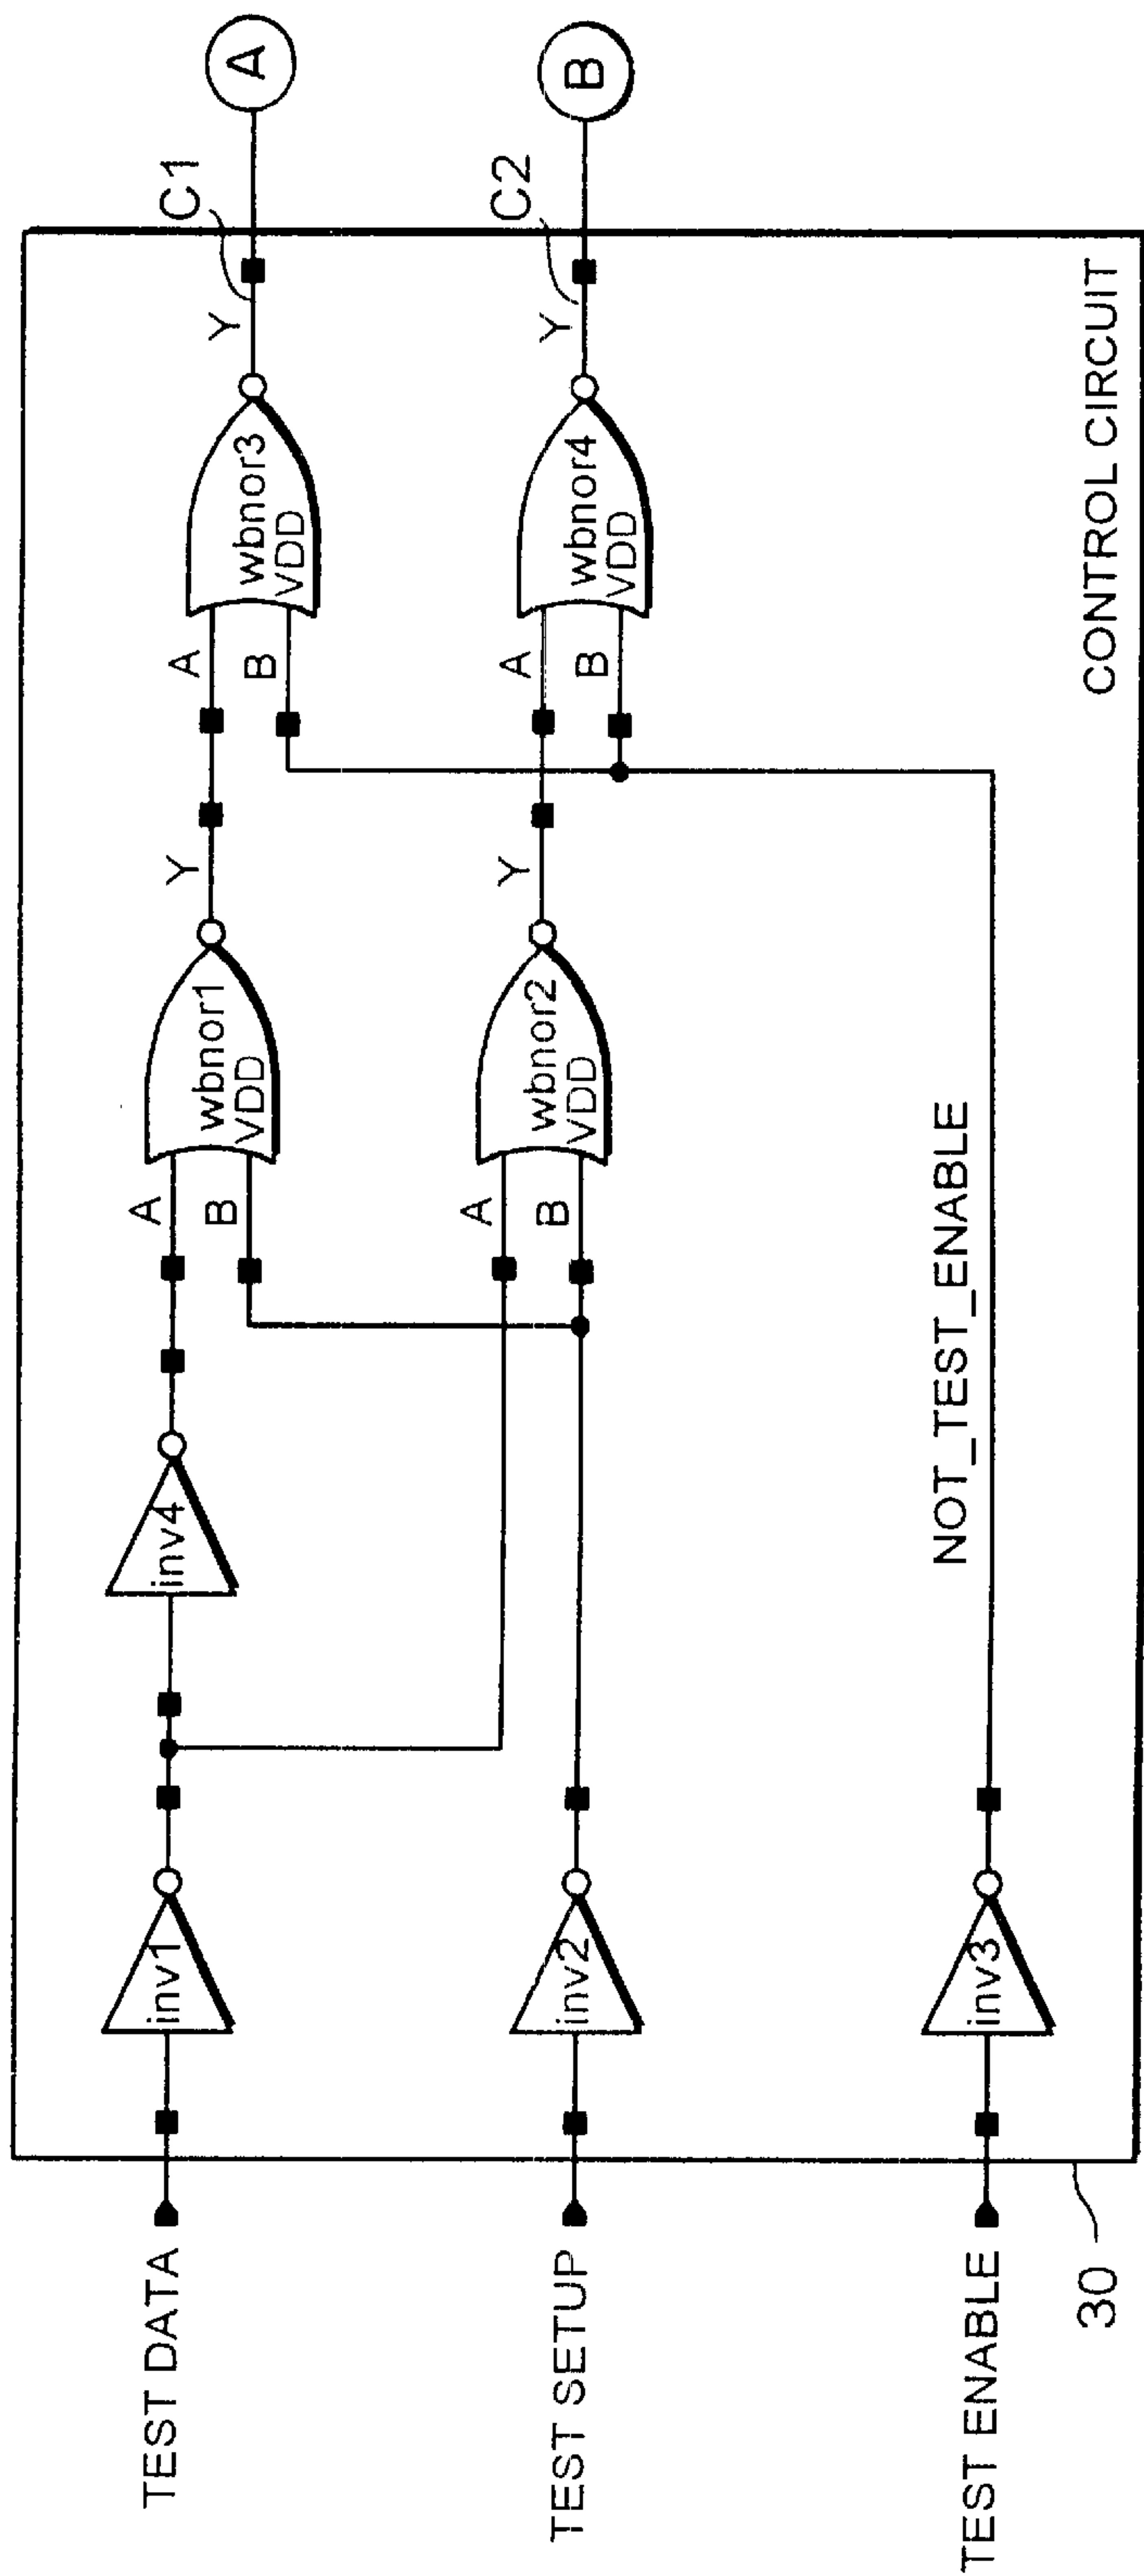 TEST DATA
TEST SETUP
TEST ENABLE
30
inv1
inv2
inv3
inv4
NOT_TEST_ENABLE
A
B
wbnor1
VDD
Y
A
B
wbnor2
VDD
Y
A
B
wbnor3
VDD
Y
C1
A
A
B
wbnor4
VDD
Y
C2
B
CONTROL CIRCUIT